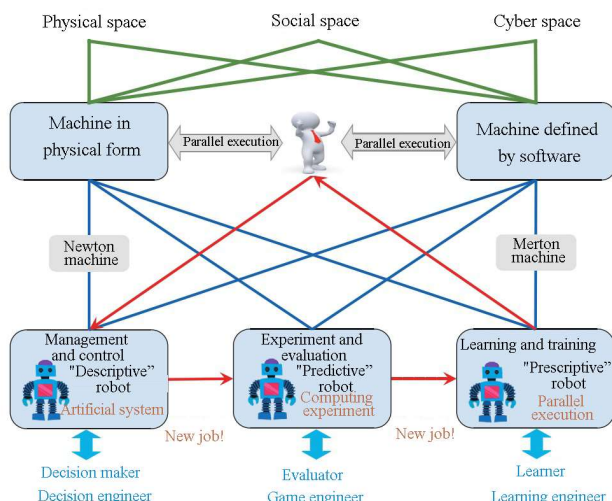 Physical space
Social space
Cyber space
Machine in
physical form
Parallel execution
Parallel execution
Machine defined
by software
Newton
machine
Merton
machine
Management
and control
"Descriptive”
robot
Artificial system
Experiment and
evaluation
"Predictive”
robot
Computing
experiment
Learning and training
"Prescriptive”
robot
Parallel
execution
New job!
New job!
Decision maker
Decision engineer
Evaluator
Game engineer
Learner
Learning engineer